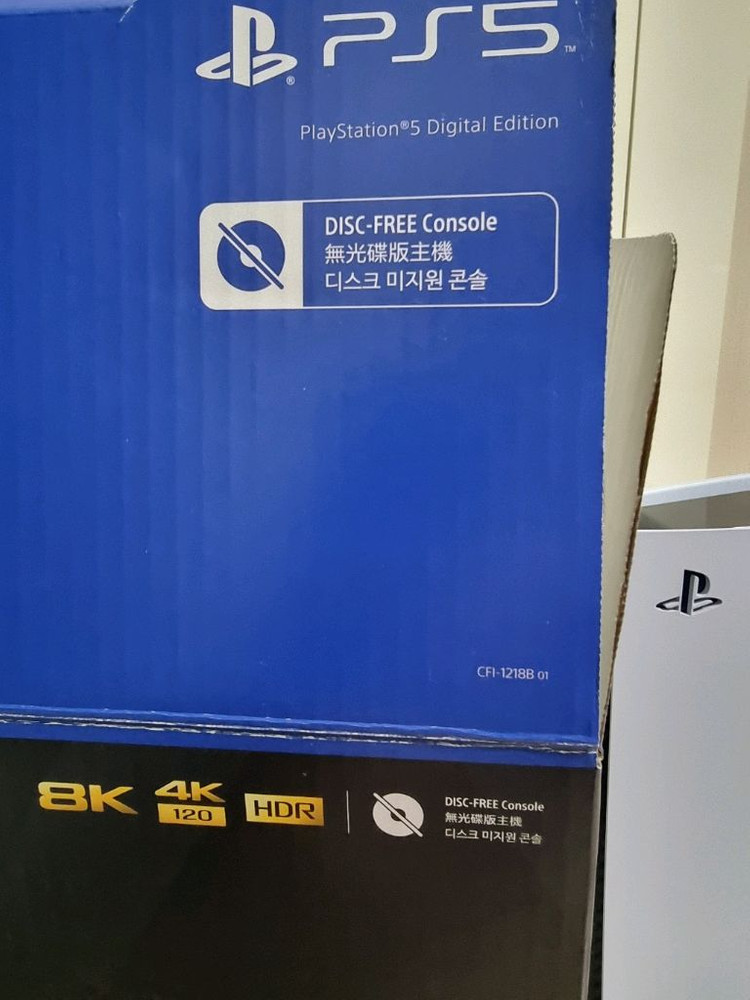 PS5™
PlayStation®5 Digital Edition
DISC-FREE Console
無光碟版主機
디스크 미지원 콘솔
CFI-1218B 01
8K
4K
120
HDR
DISC-FREE Console
無光碟版主機
디스크 미지원 콘솔